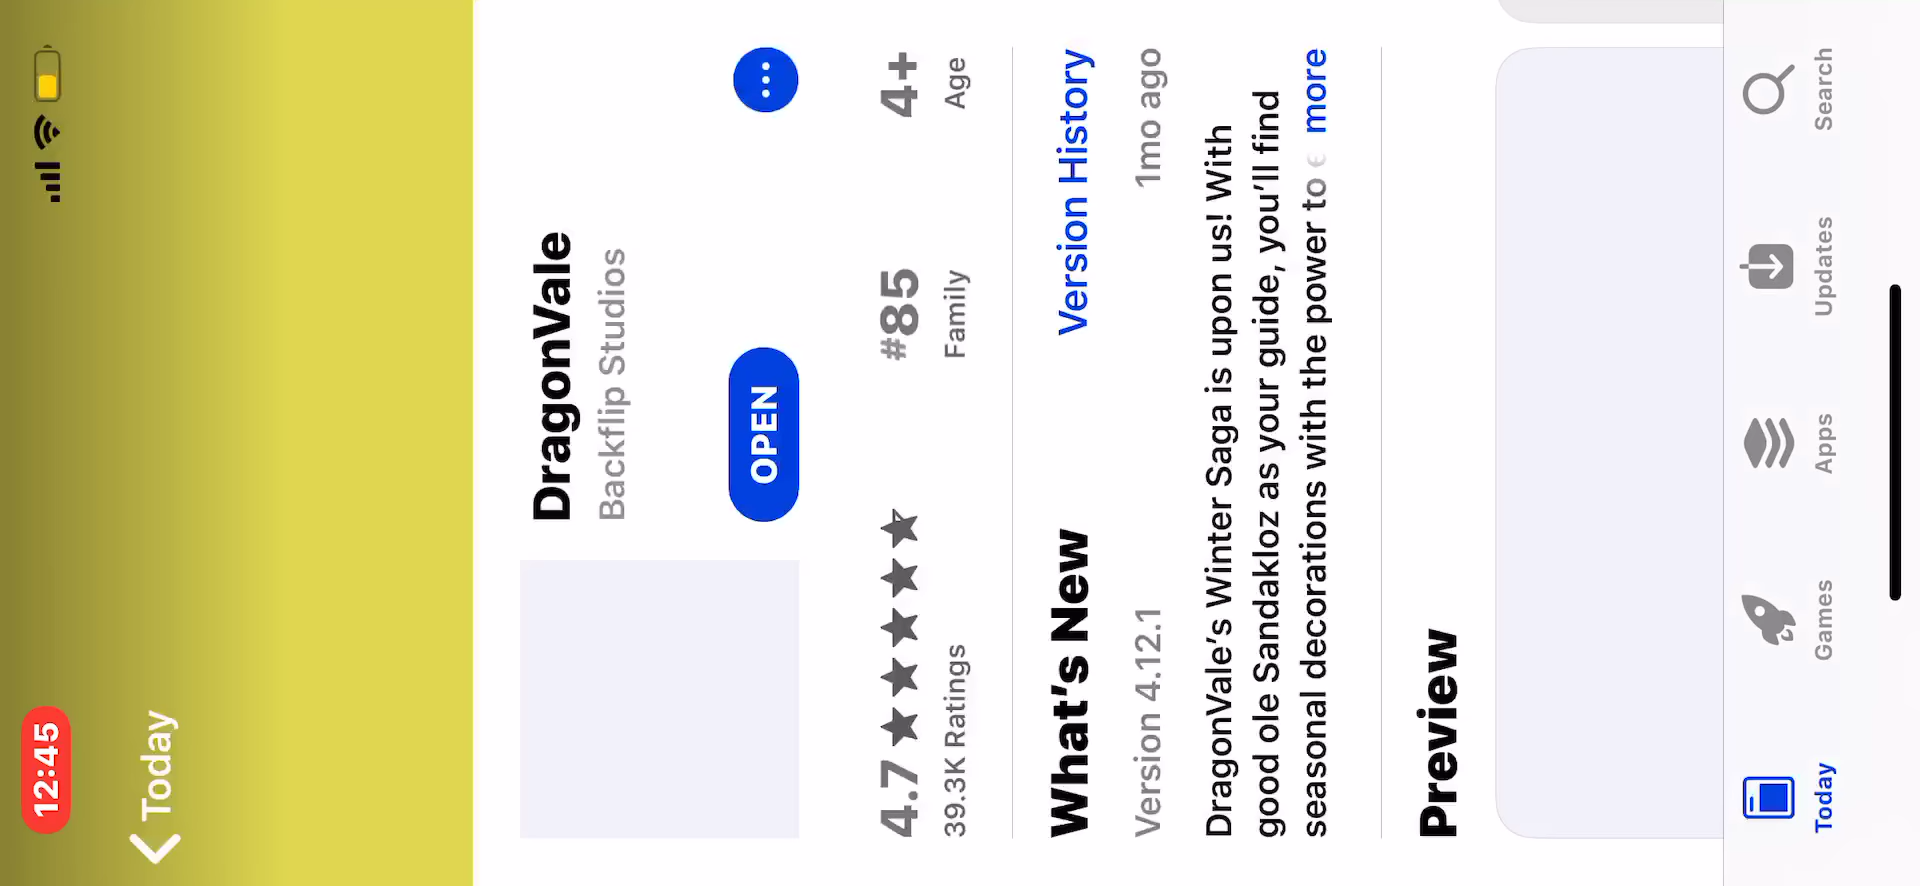 12:45
Today
DragonVale
Backflip Studios
OPEN
4.7
39.3K Ratings
#85
Family
4+
Age
What's New
Version History
Version 4.12.1
1mo ago
DragonVale's Winter Saga is upon us! With
good ole Sandakloz as your guide, you'll find
seasonal decorations with the power to
more
Preview
Today
Games
Apps
Updates
Search